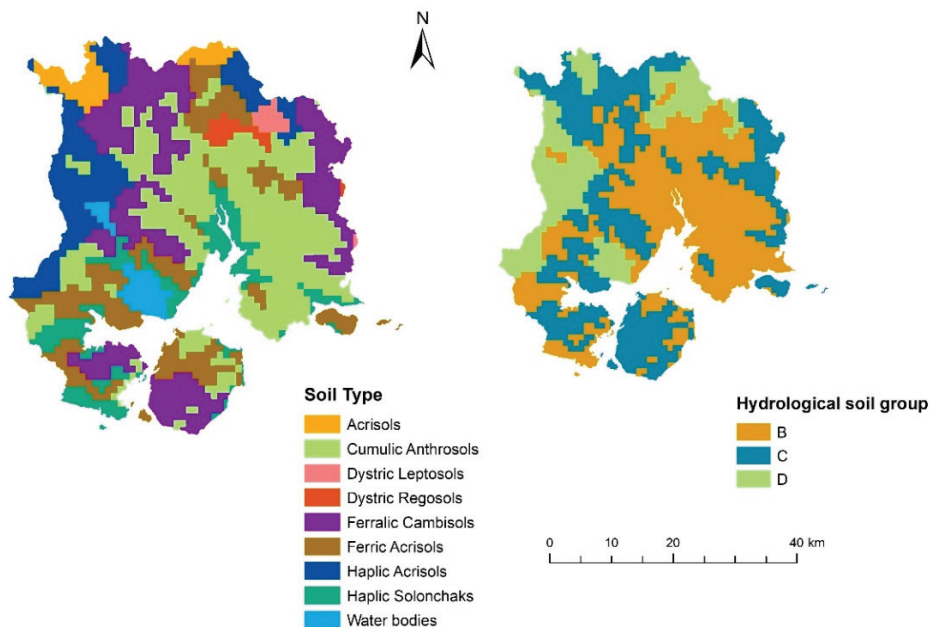 N
Soil Type
Acrisols
Cumulic Anthrosols
Dystric Leptosols
Dystric Regosols
Ferralic Cambisols
Ferric Acrisols
Haplic Acrisols
Haplic Solonchaks
Water bodies
Hydrological soil group
B
C
D
0 10 20 40 km